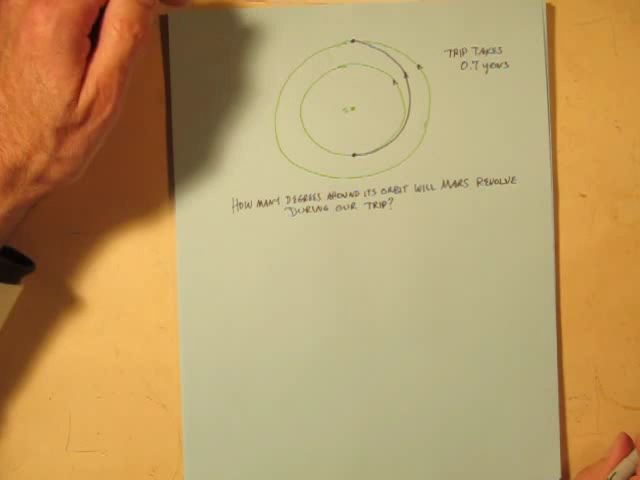 TRIP TAKES
0.7 years
HOW MANY DEGREES AROUND ITS ORBIT WILL MARS REVOLVE
DURING OUR TRIP?